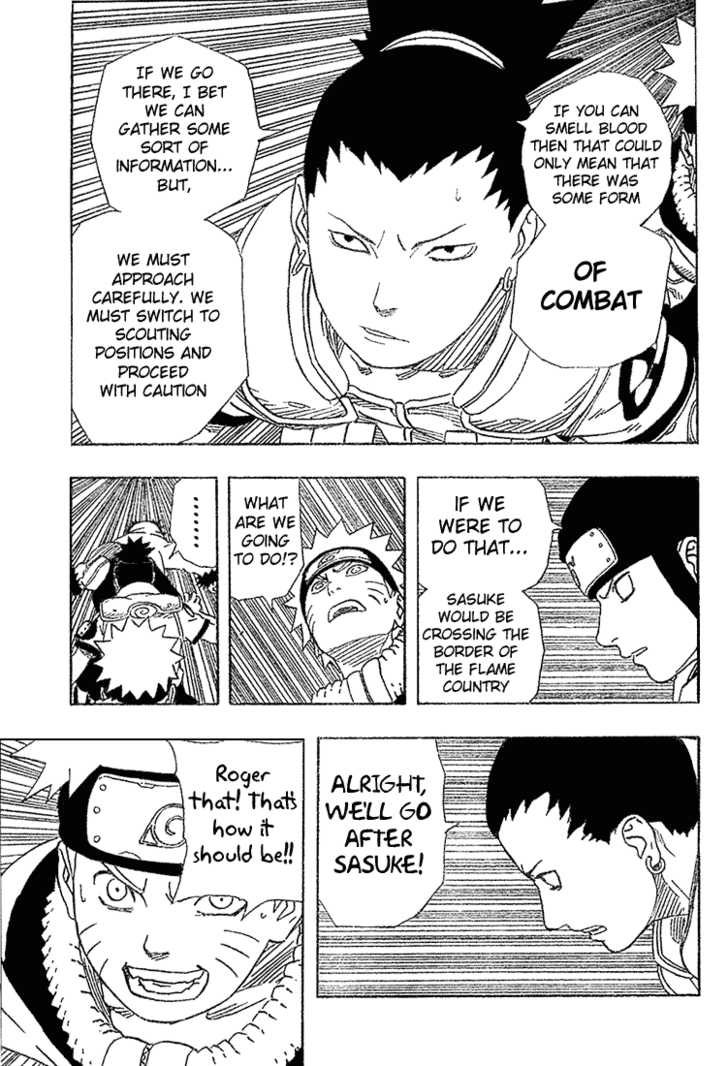 IF YOU CAN
SMELL BLOOD
THEN THAT COULD
ONLY MEAN THAT
THERE WAS
SOME FORM
OF
COMBAT
IF WE GO
THERE, I BET
WE CAN
GATHER SOME
SORT OF
INFORMATION...
BUT,
WE MUST
APPROACH
CAREFULLY. WE
MUST SWITCH TO
SCOUTING
POSITIONS AND
PROCEED
WITH CAUTION
IF WE
WERE TO
DO THAT...
SASUKE
WOULD BE
CROSSING THE
BORDER OF
THE FLAME
COUNTRY
WHAT
ARE WE
GOING
TO DO!?
......
ALRIGHT,
WE'LL GO
AFTER
SASUKE!
Roger
that! That's
how it
should be!!